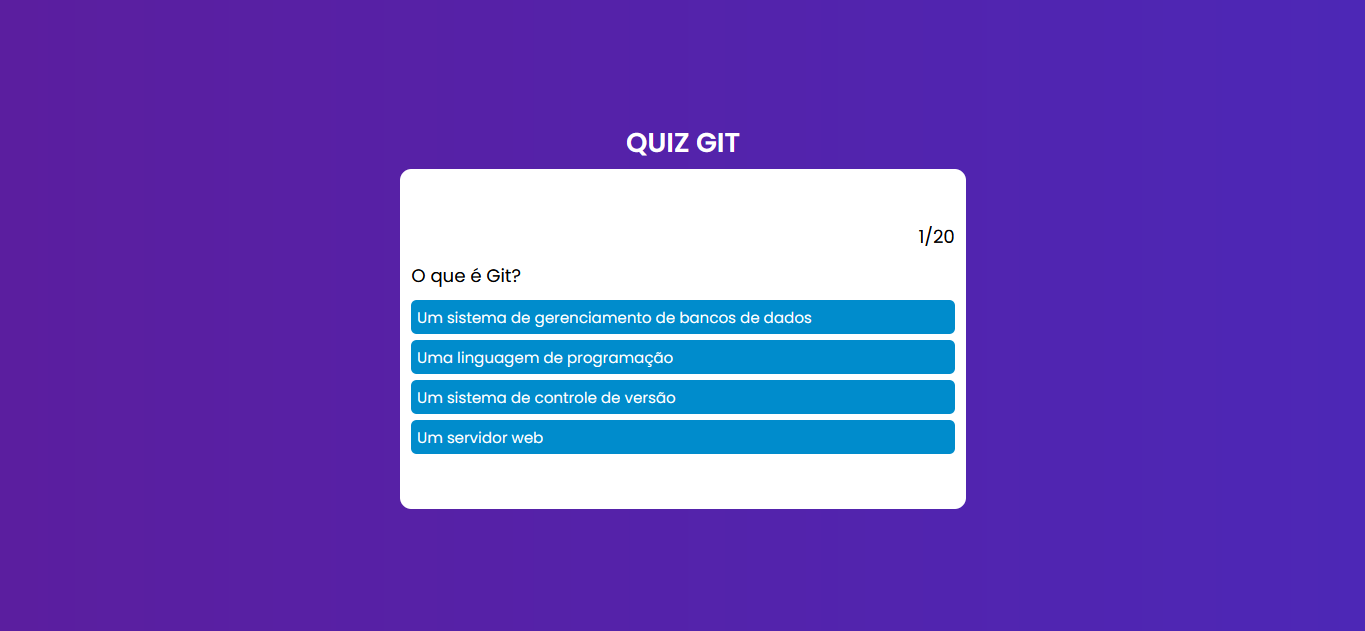 QUIZ GIT
1/20
O que é Git?
Um sistema de gerenciamento de bancos de dados
Uma linguagem de programação
Um sistema de controle de versão
Um servidor web